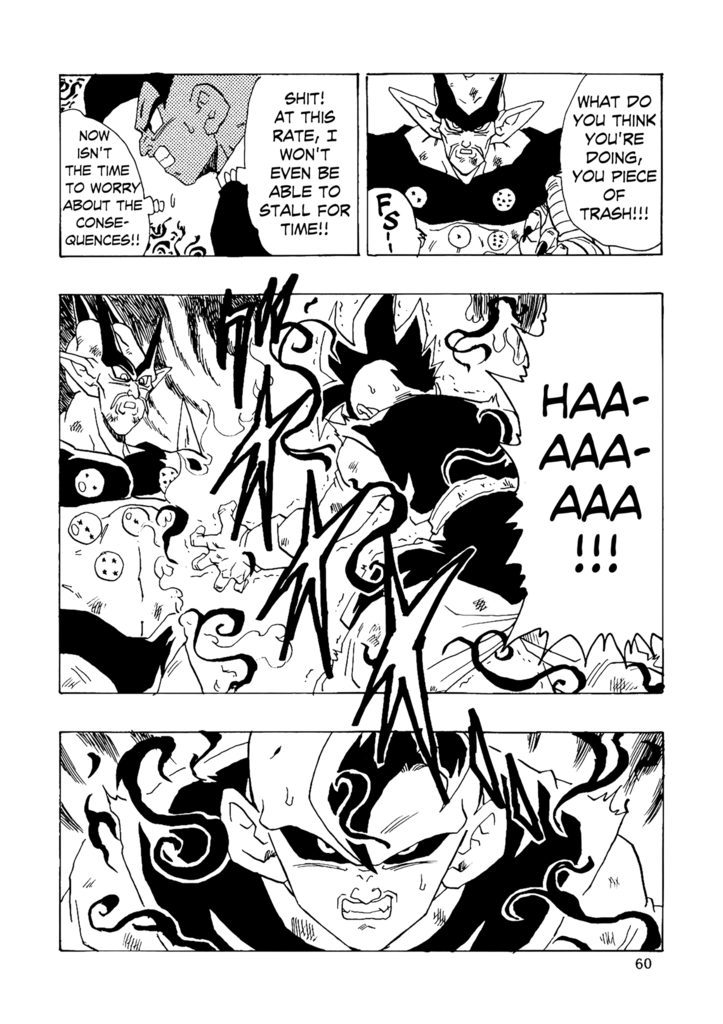 WHAT DO
YOU THINK
YOU'RE
DOING,
YOU PIECE
OF
TRASH!!!
SHIT!
AT THIS
RATE, I
WON'T
EVEN BE
ABLE TO
STALL FOR
TIME!!
NOW
ISN'T
THE TIME
TO WORRY
ABOUT THE
CONSE-
QUENCES!!
HAA-
AAA-
AAA
!!!
60